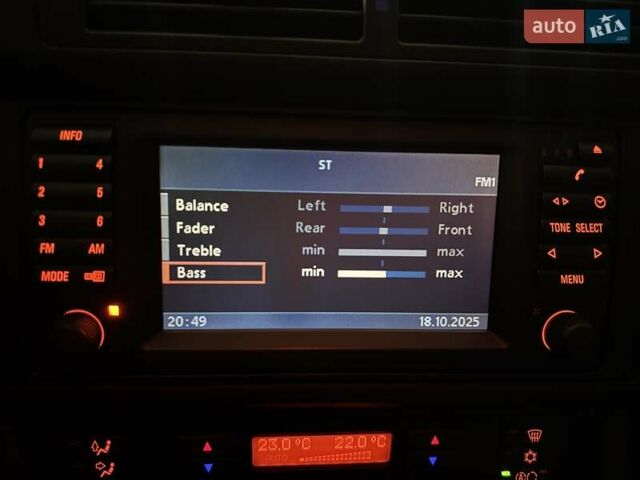 auto RIA.com
INFO
ST
FM1
1 4
2 5
3 6
FM AM
MODE
Balance Left Right
Fader Rear Front
Treble min max
Bass min max
TONE SELECT
MENU
20:49 18.10.2025
23.0°C 22.0°C
AUTO